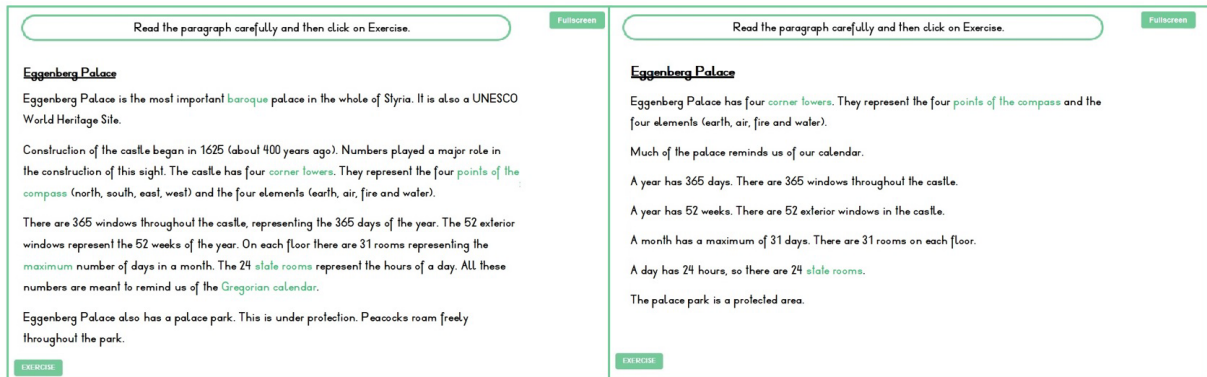 Read the paragraph carefully and then click on Exercise.
Fullscreen
Eggenberg Palace
Eggenberg Palace is the most important baroque palace in the whole of Styria. It is also a UNESCO
World Heritage Site.
Construction of the castle began in 1625 (about 400 years ago). Numbers played a major role in
the construction of this sight. The castle has four corner towers. They represent the four points of the
compass (north, south, east, west) and the four elements (earth, air, fire and water).
There are 365 windows throughout the castle, representing the 365 days of the year. The 52 exterior
windows represent the 52 weeks of the year. On each floor there are 31 rooms representing the
maximum number of days in a month. The 24 state rooms represent the hours of a day. All these
numbers are meant to remind us of the Gregorian calendar.
Eggenberg Palace also has a palace park. This is under protection. Peacocks roam freely
throughout the park.
EXERCISE
Read the paragraph carefully and then click on Exercise.
Fullscreen
Eggenberg Palace
Eggenberg Palace has four corner towers. They represent the four points of the compass and the
four elements (earth, air, fire and water).
Much of the palace reminds us of our calendar.
A year has 365 days. There are 365 windows throughout the castle.
A year has 52 weeks. There are 52 exterior windows in the castle.
A month has a maximum of 31 days. There are 31 rooms on each floor.
A day has 24 hours, so there are 24 state rooms.
The palace park is a protected area.
EXERCISE